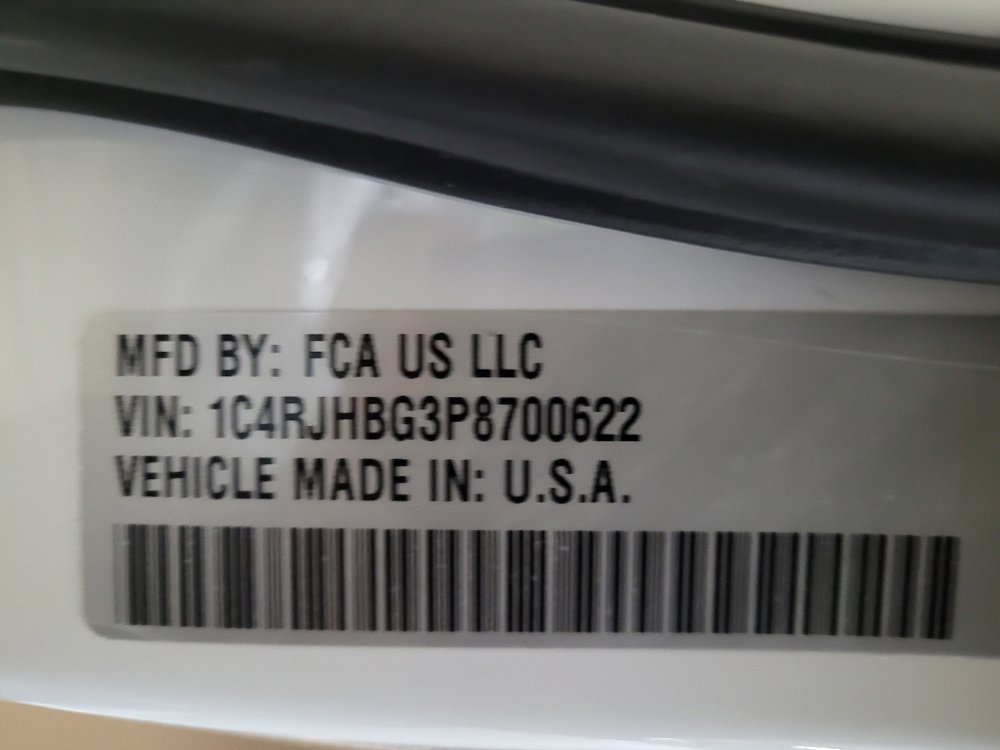 MFD BY: FCA US LLC
VIN: 1C4RJHBG3P8700622
VEHICLE MADE IN: U.S.A.